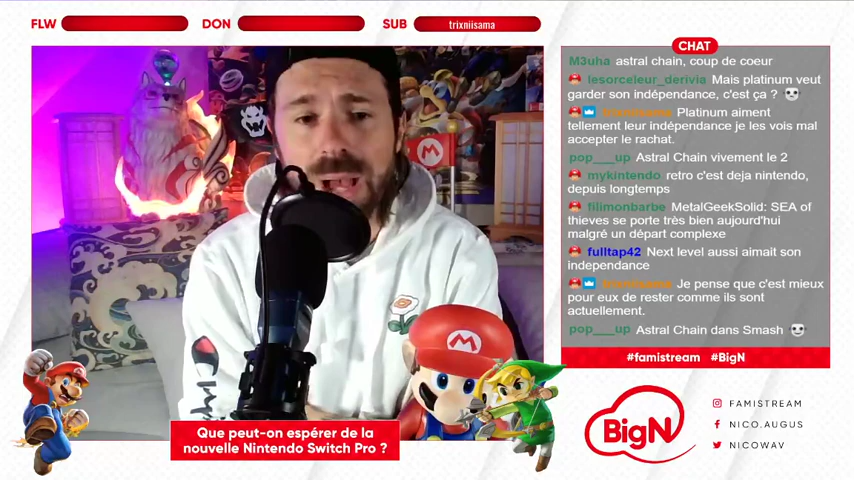 FLW
DON
SUB
trixniisama
CHAT
M3uha astral chain, coup de coeur
lesorceleur_derivia Mais platinum veut
garder son indépendance, c'est ça ?
trixniisama Platinum aiment
tellement leur indépendance je les vois mal
accepter le rachat.
pop___up Astral Chain vivement le 2
mykintendo retro c'est deja nintendo,
depuis longtemps
filimonbarbe MetalGeekSolid: SEA of
thieves se porte très bien aujourd'hui
malgré un départ complexe
fulltap42 Next level aussi aimait son
independance
trixniisama Je pense que c'est mieux
pour eux de rester comme ils sont
actuellement.
pop___up Astral Chain dans Smash
#famistream #BigN
Que peut-on espérer de la
nouvelle Nintendo Switch Pro ?
BigN
FAMISTREAM
NICO.AUGUS
NICOWAV